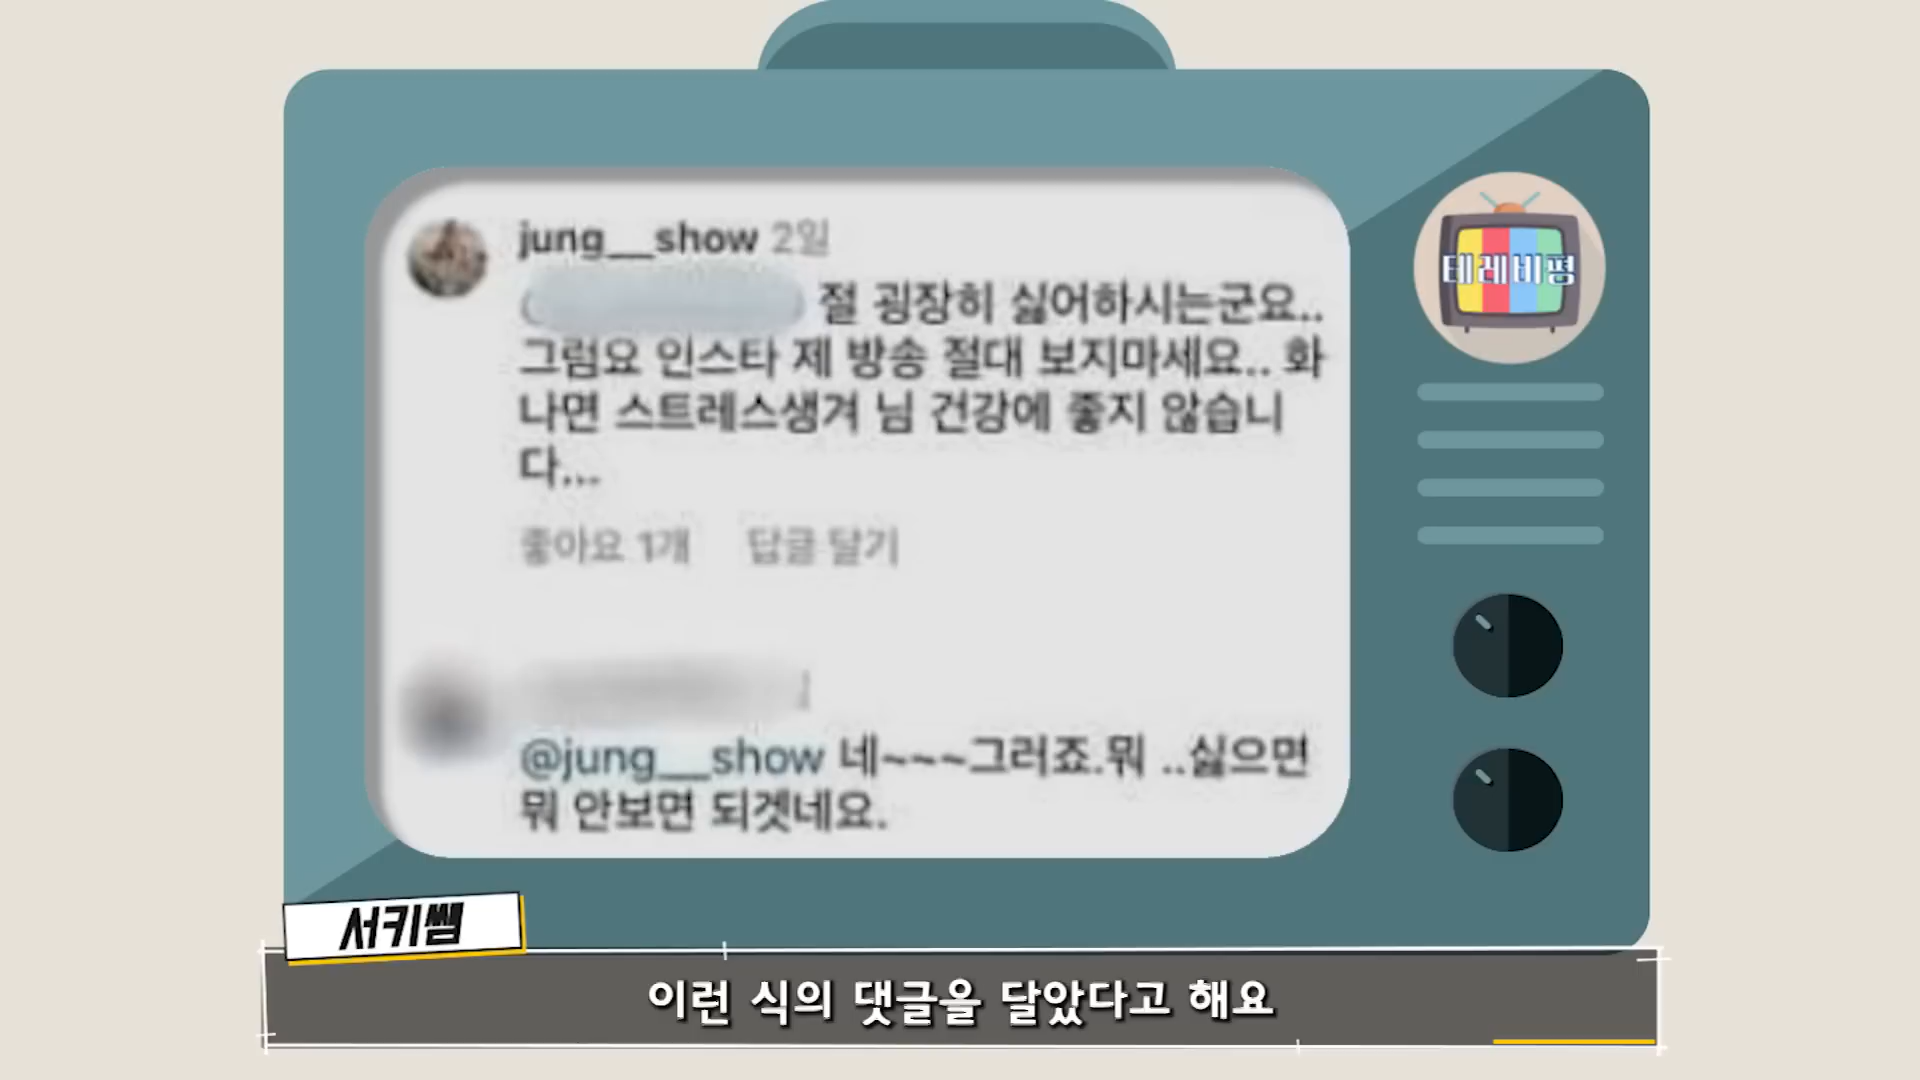 jung__show 2일
절 굉장히 싫어하시는군요..
그럼요 인스타 제 방송 절대 보지마세요.. 화
나면 스트레스생겨 님 건강에 좋지 않습니
다...
좋아요 1개 답글 달기
@jung__show 네~~~그러죠.뭐 ..싫으면
뭐 안보면 되겟네요.
테레비평
서키쌤
이런 식의 댓글을 달았다고 해요